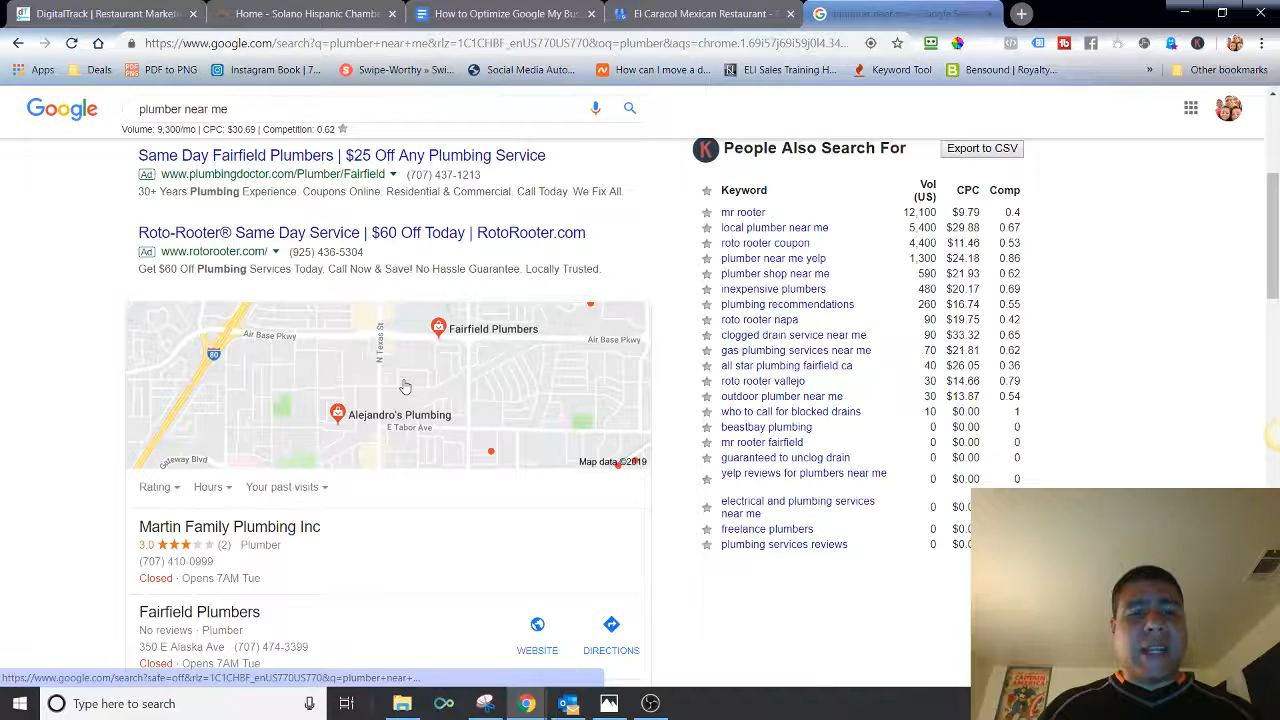 DigitalTrack | Restaurant Market
Home - Solano Hispanic Chamb
How to Optimize Google My Bus
El Caracol Mexican Restaurant -
plumber near me - Google Sea
https://www.google.com/search?q=plumber+near+me&rlz=1C1CHBF_enUS770US770&oq=plumber&aqs=chrome.1.69i57j69i59j0l4.34...
Apps
Deals
PDF to PNG
Instagram Book | 7...
Swipe-Worthy » Swi...
Social Media Auto...
How can I move a d...
ELI Sales Training H...
Keyword Tool
Bensound | Royalty...
»
Other bookmarks
Google
plumber near me
Volume: 9,300/mo | CPC: $30.69 | Competition: 0.62
Same Day Fairfield Plumbers | $25 Off Any Plumbing Service
Ad www.plumbingdoctor.com/Plumber/Fairfield (707) 437-1213
30+ Years Plumbing Experience. Coupons Online. Residential & Commercial. Call Today. We Fix All.
Roto-Rooter® Same Day Service | $60 Off Today | RotoRooter.com
Ad www.rotorooter.com/ (925) 436-5304
Get $60 Off Plumbing Services Today. Call Now & Save! No Hassle Guarantee. Locally Trusted.
Air Base Pkwy
80
N Texas St
Fairfield Plumbers
Air Base Pkwy
Alejandro's Plumbing
E Tabor Ave
Gateway Blvd
Map data ©2019
Rating
Hours
Your past visits
Martin Family Plumbing Inc
3.0 (2) Plumber
(707) 410-0999
Closed · Opens 7AM Tue
Fairfield Plumbers
No reviews · Plumber
350 E Alaska Ave · (707) 474-3399
Closed · Opens 7AM Tue
WEBSITE
DIRECTIONS
K People Also Search For
Export to CSV
Keyword Vol (US) CPC Comp
mr rooter 12,100 $9.79 0.4
local plumber near me 5,400 $29.88 0.67
roto rooter coupon 4,400 $11.46 0.53
plumber near me yelp 1,300 $24.18 0.86
plumber shop near me 590 $21.93 0.62
inexpensive plumbers 480 $20.17 0.69
plumbing recommendations 260 $16.74 0.55
roto rooter napa 90 $19.75 0.42
clogged drain service near me 90 $33.32 0.65
gas plumbing services near me 70 $21.81 0.62
all star plumbing fairfield ca 40 $26.05 0.36
roto rooter vallejo 30 $14.66 0.79
outdoor plumber near me 30 $13.87 0.54
who to call for blocked drains 10 $0.00 1
beastbay plumbing 0 $0.00 0
mr rooter fairfield 0 $0.00 0
guaranteed to unclog drain 0 $0.00 0
yelp reviews for plumbers near me 0 $0.00 0
electrical and plumbing services near me 0 $0.0
freelance plumbers 0 $0.0
plumbing services reviews 0 $0.0
https://www.google.com/search?safe=off&rlz=1C1CHBF_enUS770US770&q=plumber+near+...
Type here to search
CAPTAIN
AMERICA